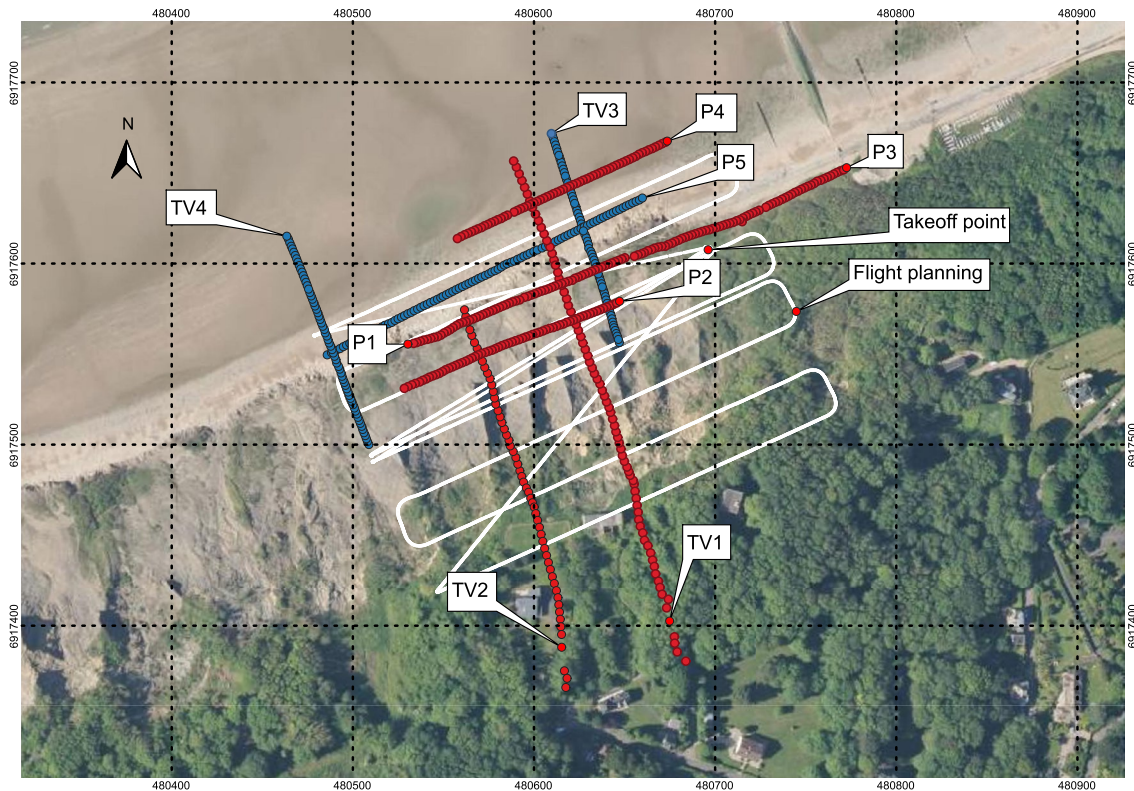 480400 480500 480600 480700 480800 480900
6917700 6917700
TV3 P4
N
P5 P3
TV4
Takeoff point
6917600 6917600
P2 Flight planning
P1
6917500 6917500
TV1
TV2
6917400 6917400
480400 480500 480600 480700 480800 480900